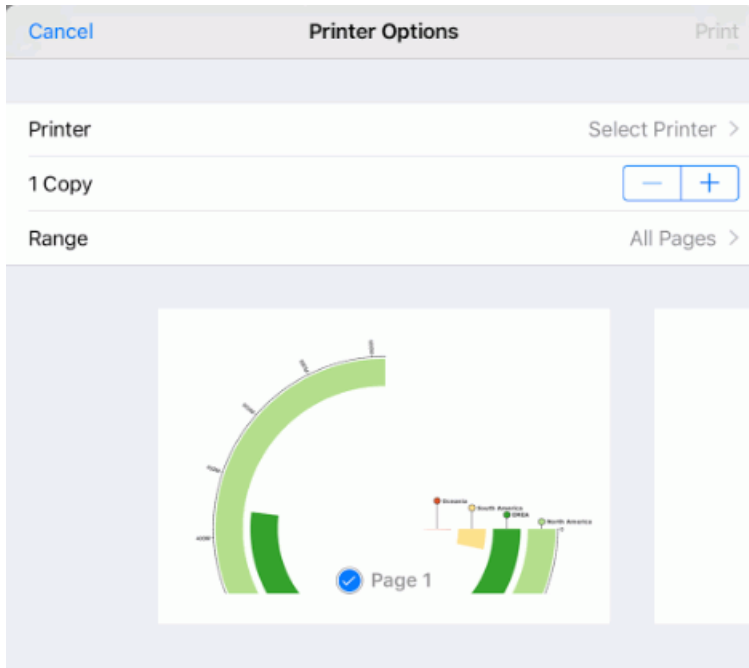 Cancel Printer Options Print
Printer Select Printer >
1 Copy − +
Range All Pages >
Oceania
South America
EMEA
North America
Page 1